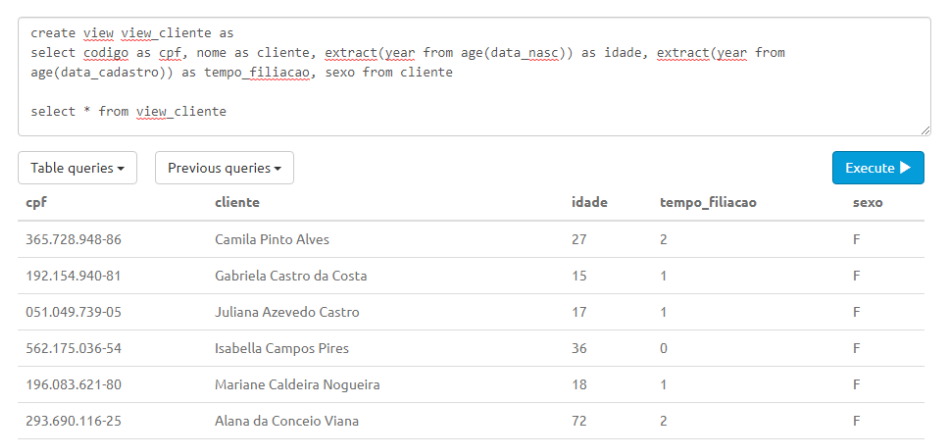 create view view_cliente as
select codigo as cpf, nome as cliente, extract(year from age(data_nasc)) as idade, extract(year from
age(data_cadastro)) as tempo_filiacao, sexo from cliente
select * from view_cliente
Table queries Previous queries Execute
cpf cliente idade tempo_filiacao sexo
365.728.948-86 Camila Pinto Alves 27 2 F
192.154.940-81 Gabriela Castro da Costa 15 1 F
051.049.739-05 Juliana Azevedo Castro 17 1 F
562.175.036-54 Isabella Campos Pires 36 0 F
196.083.621-80 Mariane Caldeira Nogueira 18 1 F
293.690.116-25 Alana da Conceio Viana 72 2 F